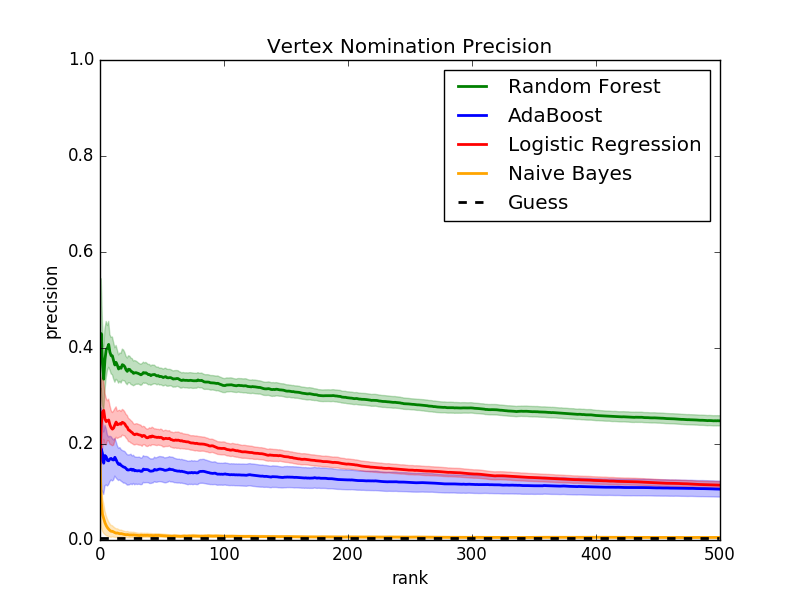 Vertex Nomination Precision
1.0
0.8
0.6
0.4
0.2
0.0
precision
Random Forest
AdaBoost
Logistic Regression
Naive Bayes
Guess
0 100 200 300 400 500
rank